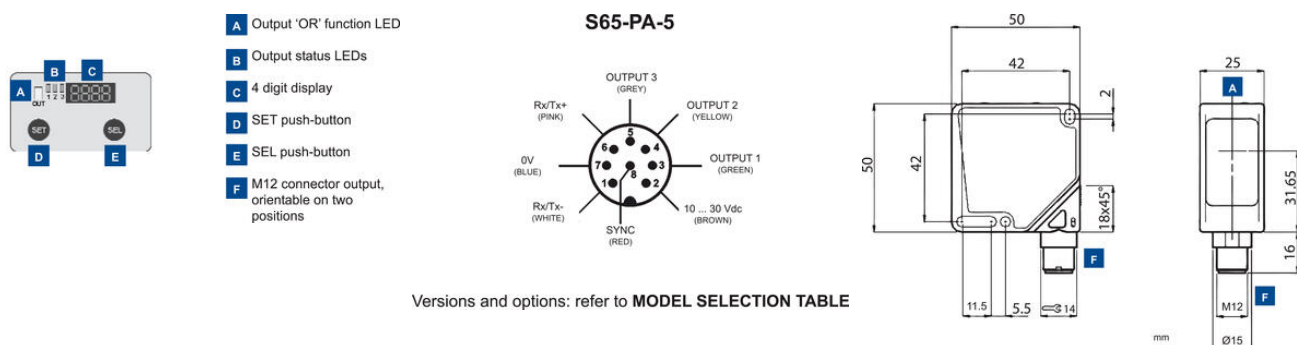 A Output 'OR' function LED
B Output status LEDs
C 4 digit display
D SET push-button
E SEL push-button
F M12 connector output,
orientable on two
positions
B C
A
OUT
1 2 3
8888
SET SEL
D E
S65-PA-5
OUTPUT 3
(GREY)
Rx/Tx+
(PINK)
OUTPUT 2
(YELLOW)
0V
(BLUE)
OUTPUT 1
(GREEN)
Rx/Tx-
(WHITE)
10 ... 30 Vdc
(BROWN)
SYNC
(RED)
5
6 4
7 3
8
1 2
Versions and options: refer to MODEL SELECTION TABLE
50
42
2
50
42
18x45°
F
11.5
5.5
14
25
A
31.65
16
F
M12
Ø15
mm